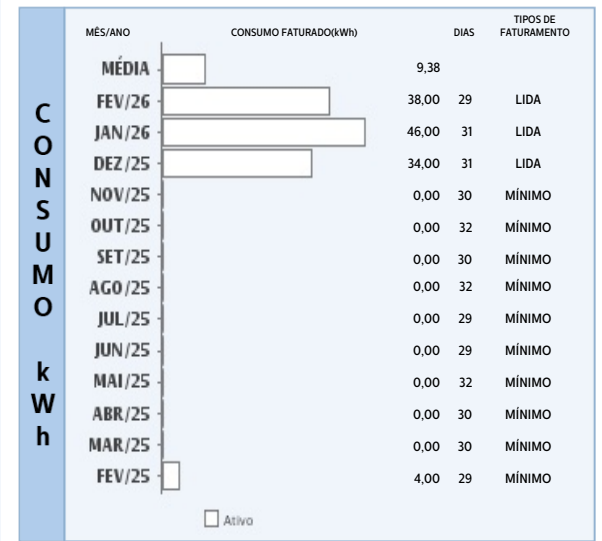 MÊS/ANO CONSUMO FATURADO(kWh) DIAS TIPOS DE FATURAMENTO
MÉDIA 9,38
FEV/26 38,00 29 LIDA
JAN/26 46,00 31 LIDA
DEZ/25 34,00 31 LIDA
NOV/25 0,00 30 MÍNIMO
OUT/25 0,00 32 MÍNIMO
SET/25 0,00 30 MÍNIMO
AGO/25 0,00 32 MÍNIMO
JUL/25 0,00 29 MÍNIMO
JUN/25 0,00 29 MÍNIMO
MAI/25 0,00 32 MÍNIMO
ABR/25 0,00 30 MÍNIMO
MAR/25 0,00 30 MÍNIMO
FEV/25 4,00 29 MÍNIMO
Ativo
CONSUMO kWh